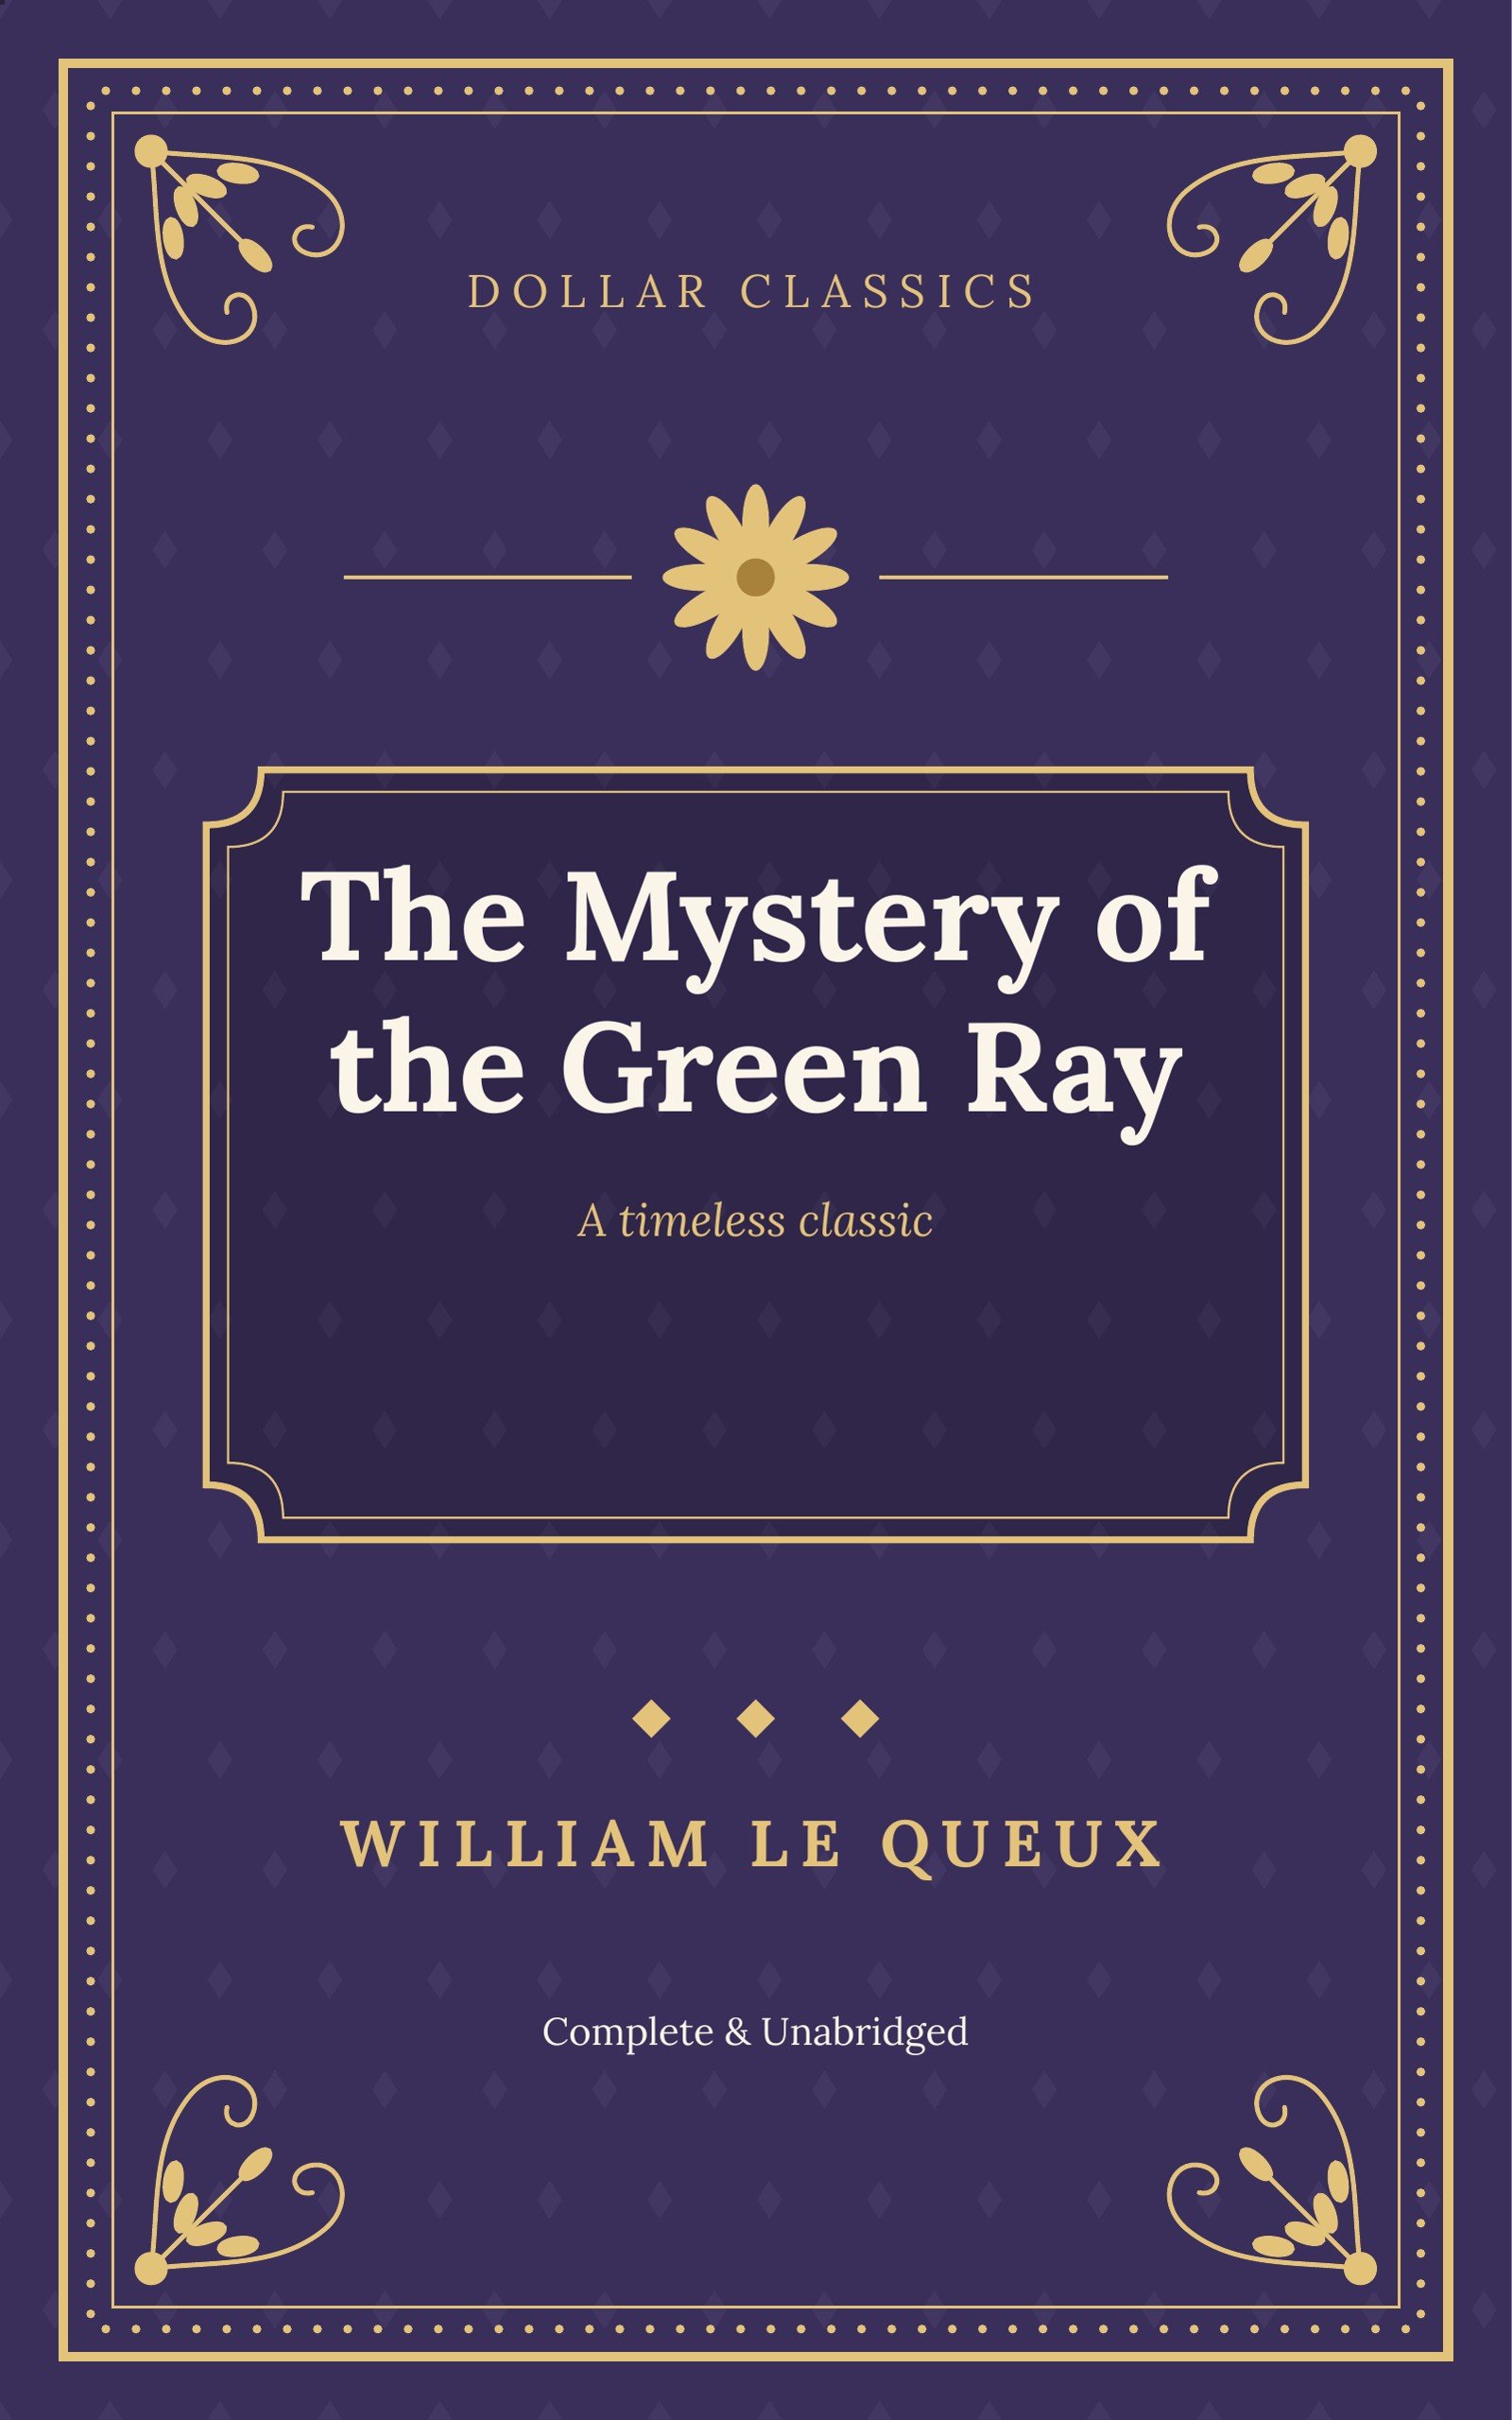 DOLLAR CLASSICS
The Mystery of
the Green Ray
A timeless classic
WILLIAM LE QUEUX
Complete & Unabridged